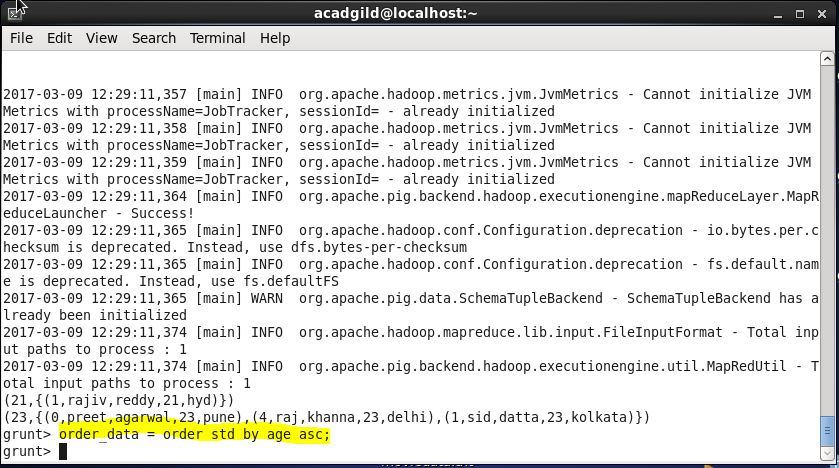 acadgild@localhost:~
File Edit View Search Terminal Help
2017-03-09 12:29:11,357 [main] INFO  org.apache.hadoop.metrics.jvm.JvmMetrics - Cannot initialize JVM
Metrics with processName=JobTracker, sessionId= - already initialized
2017-03-09 12:29:11,358 [main] INFO  org.apache.hadoop.metrics.jvm.JvmMetrics - Cannot initialize JVM
Metrics with processName=JobTracker, sessionId= - already initialized
2017-03-09 12:29:11,359 [main] INFO  org.apache.hadoop.metrics.jvm.JvmMetrics - Cannot initialize JVM
Metrics with processName=JobTracker, sessionId= - already initialized
2017-03-09 12:29:11,364 [main] INFO  org.apache.pig.backend.hadoop.executionengine.mapReduceLayer.MapR
educeLauncher - Success!
2017-03-09 12:29:11,365 [main] INFO  org.apache.hadoop.conf.Configuration.deprecation - io.bytes.per.c
hecksum is deprecated. Instead, use dfs.bytes-per-checksum
2017-03-09 12:29:11,365 [main] INFO  org.apache.hadoop.conf.Configuration.deprecation - fs.default.nam
e is deprecated. Instead, use fs.defaultFS
2017-03-09 12:29:11,365 [main] WARN  org.apache.pig.data.SchemaTupleBackend - SchemaTupleBackend has a
lready been initialized
2017-03-09 12:29:11,374 [main] INFO  org.apache.hadoop.mapreduce.lib.input.FileInputFormat - Total inp
ut paths to process : 1
2017-03-09 12:29:11,374 [main] INFO  org.apache.pig.backend.hadoop.executionengine.util.MapRedUtil - T
otal input paths to process : 1
(21,{(1,rajiv,reddy,21,hyd)})
(23,{(0,preet,agarwal,23,pune),(4,raj,khanna,23,delhi),(1,sid,datta,23,kolkata)})
grunt> order_data = order std by age asc;
grunt>